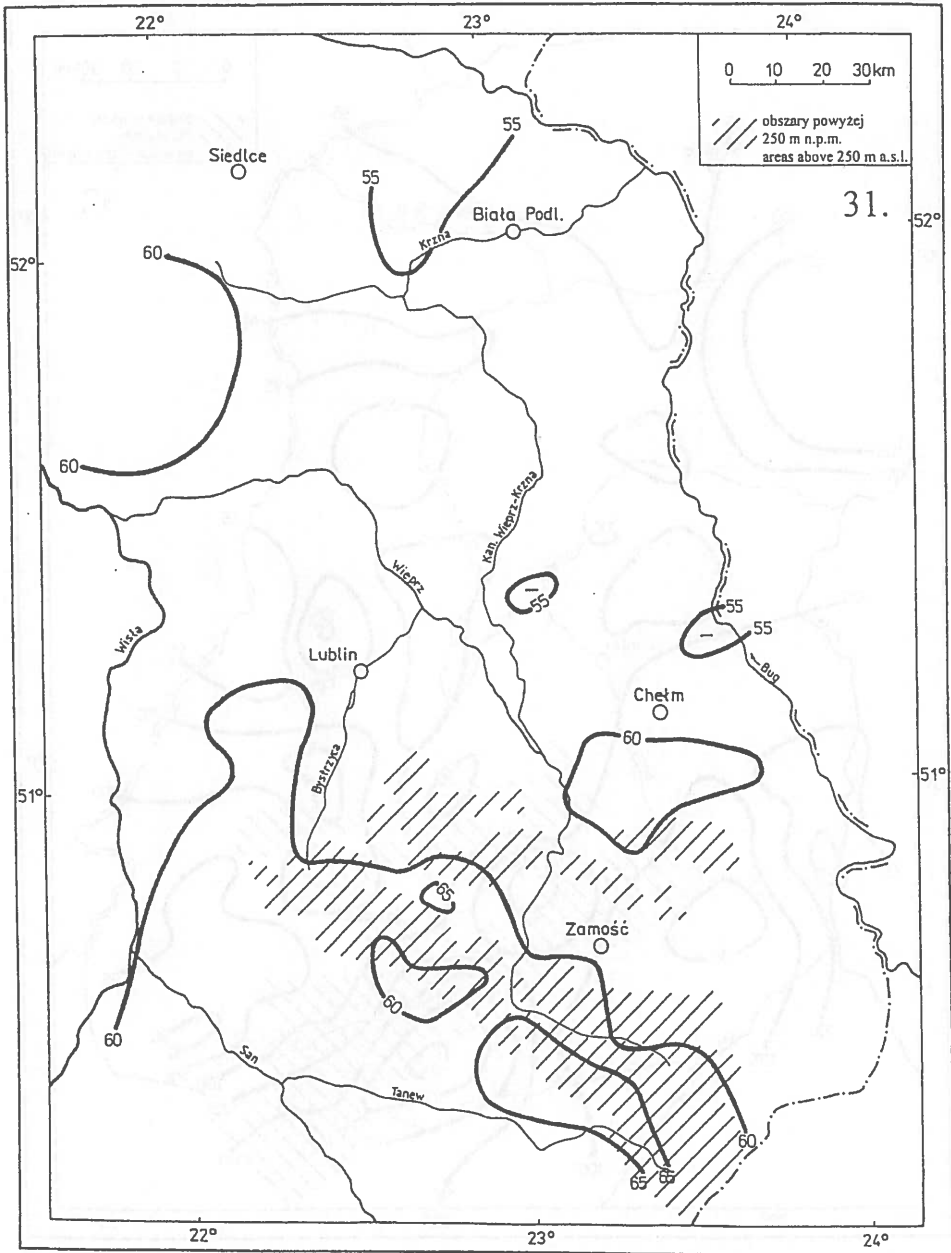 22°
23°
24°
0 10 20 30km
obszary powyżej
250 m n.p.m.
areas above 250 m a.s.l.
31.
55
Siedlce
55
Biała Podl.
Krzna
52°
52°
60
60
Kan. Wieprz-Krzna
Wieprz
55
55
55
Wisła
Lublin
Bug
Chełm
60
Bystrzyca
51°
51°
65
Zamość
60
60
San
Tanew
60
65
65
22°
23°
24°